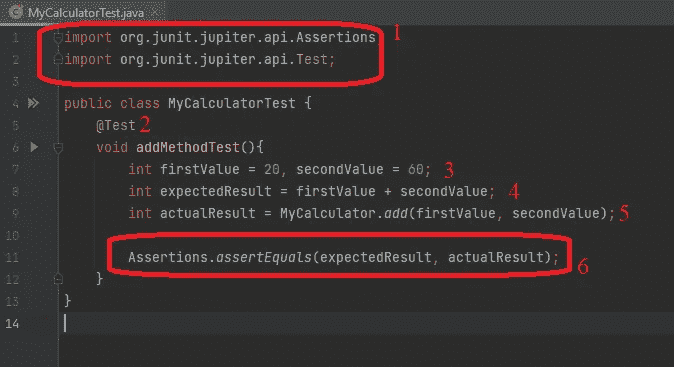 MyCalculatorTest.java ×
1 import org.junit.jupiter.api.Assertions 1
2 import org.junit.jupiter.api.Test;
3
4 public class MyCalculatorTest {
5 @Test 2
6 void addMethodTest(){
7 int firstValue = 20, secondValue = 60; 3
8 int expectedResult = firstValue + secondValue; 4
9 int actualResult = MyCalculator.add(firstValue, secondValue); 5
10
11 Assertions.assertEquals(expectedResult, actualResult); 6
12 }
13 }
14